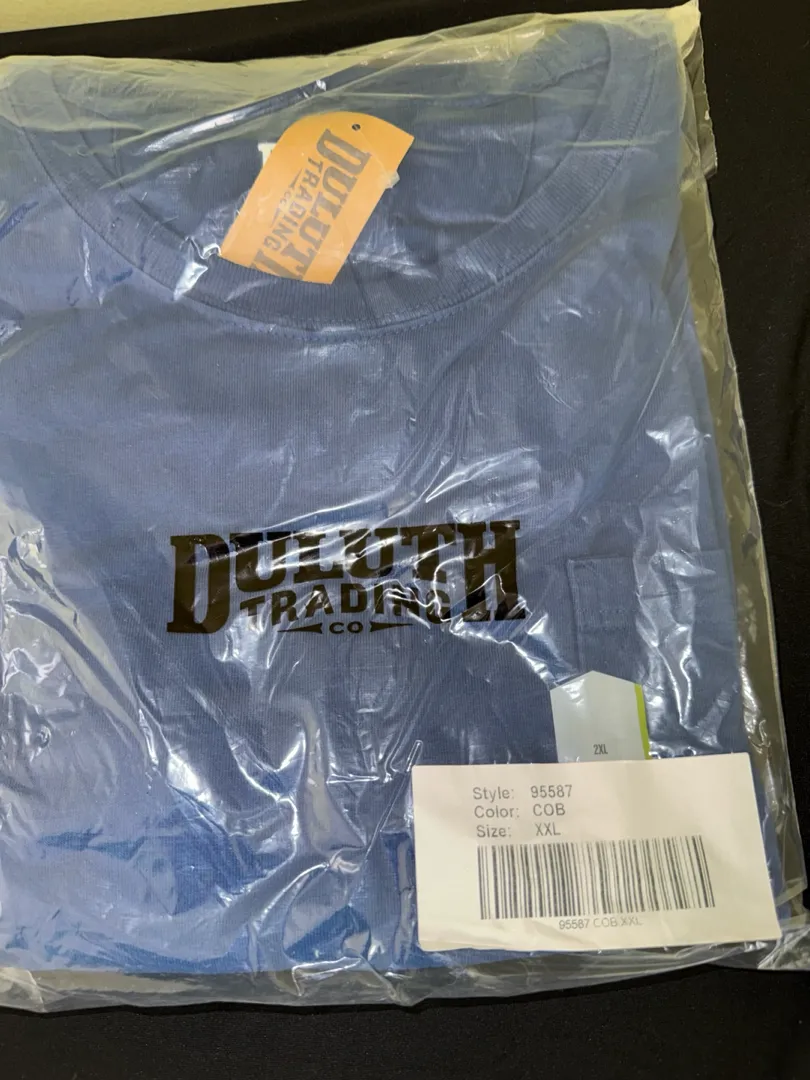 DULUTH
TRADING
CO
DULUTH
TRADING
CO
2XL
Style: 95587
Color: COB
Size: XXL
95587 COB XXL